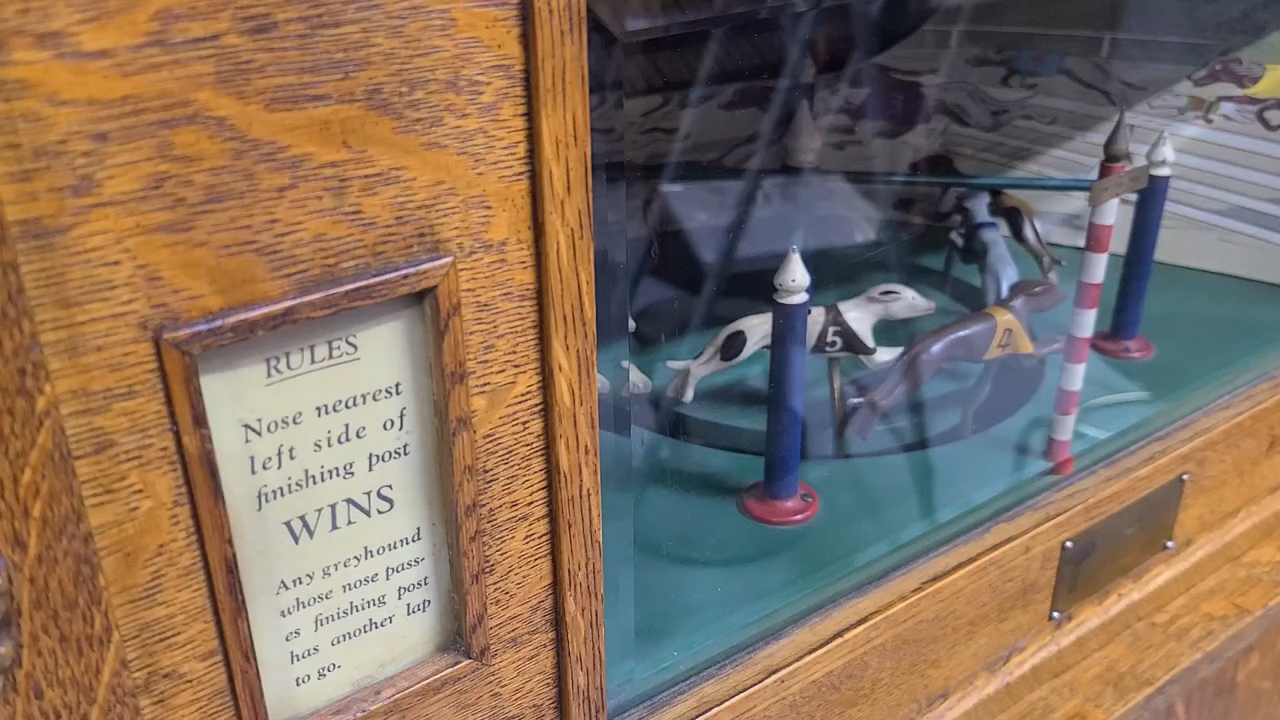 RULES
Nose nearest
left side of
finishing post
WINS
Any greyhound
whose nose pass-
es finishing post
has another lap
to go.
5
4